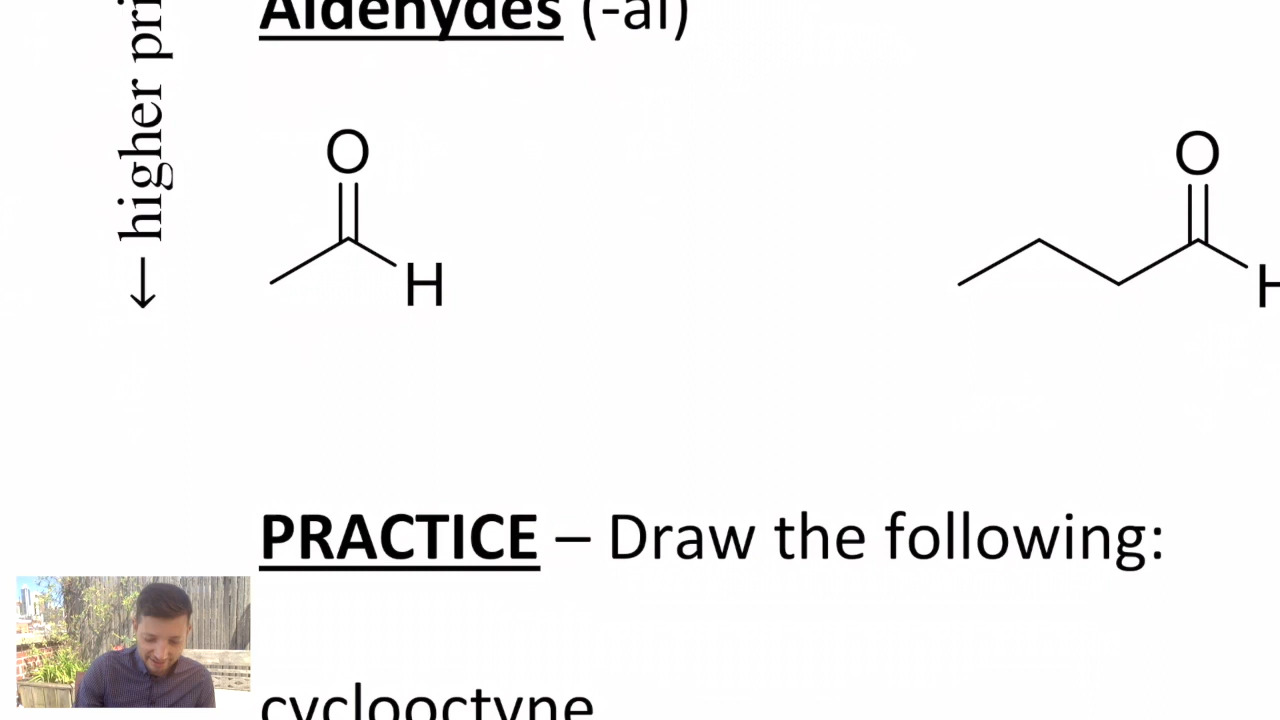 Aldehydes (-al)
← higher pri
O
H
O
H
PRACTICE – Draw the following:
cyclooctyne